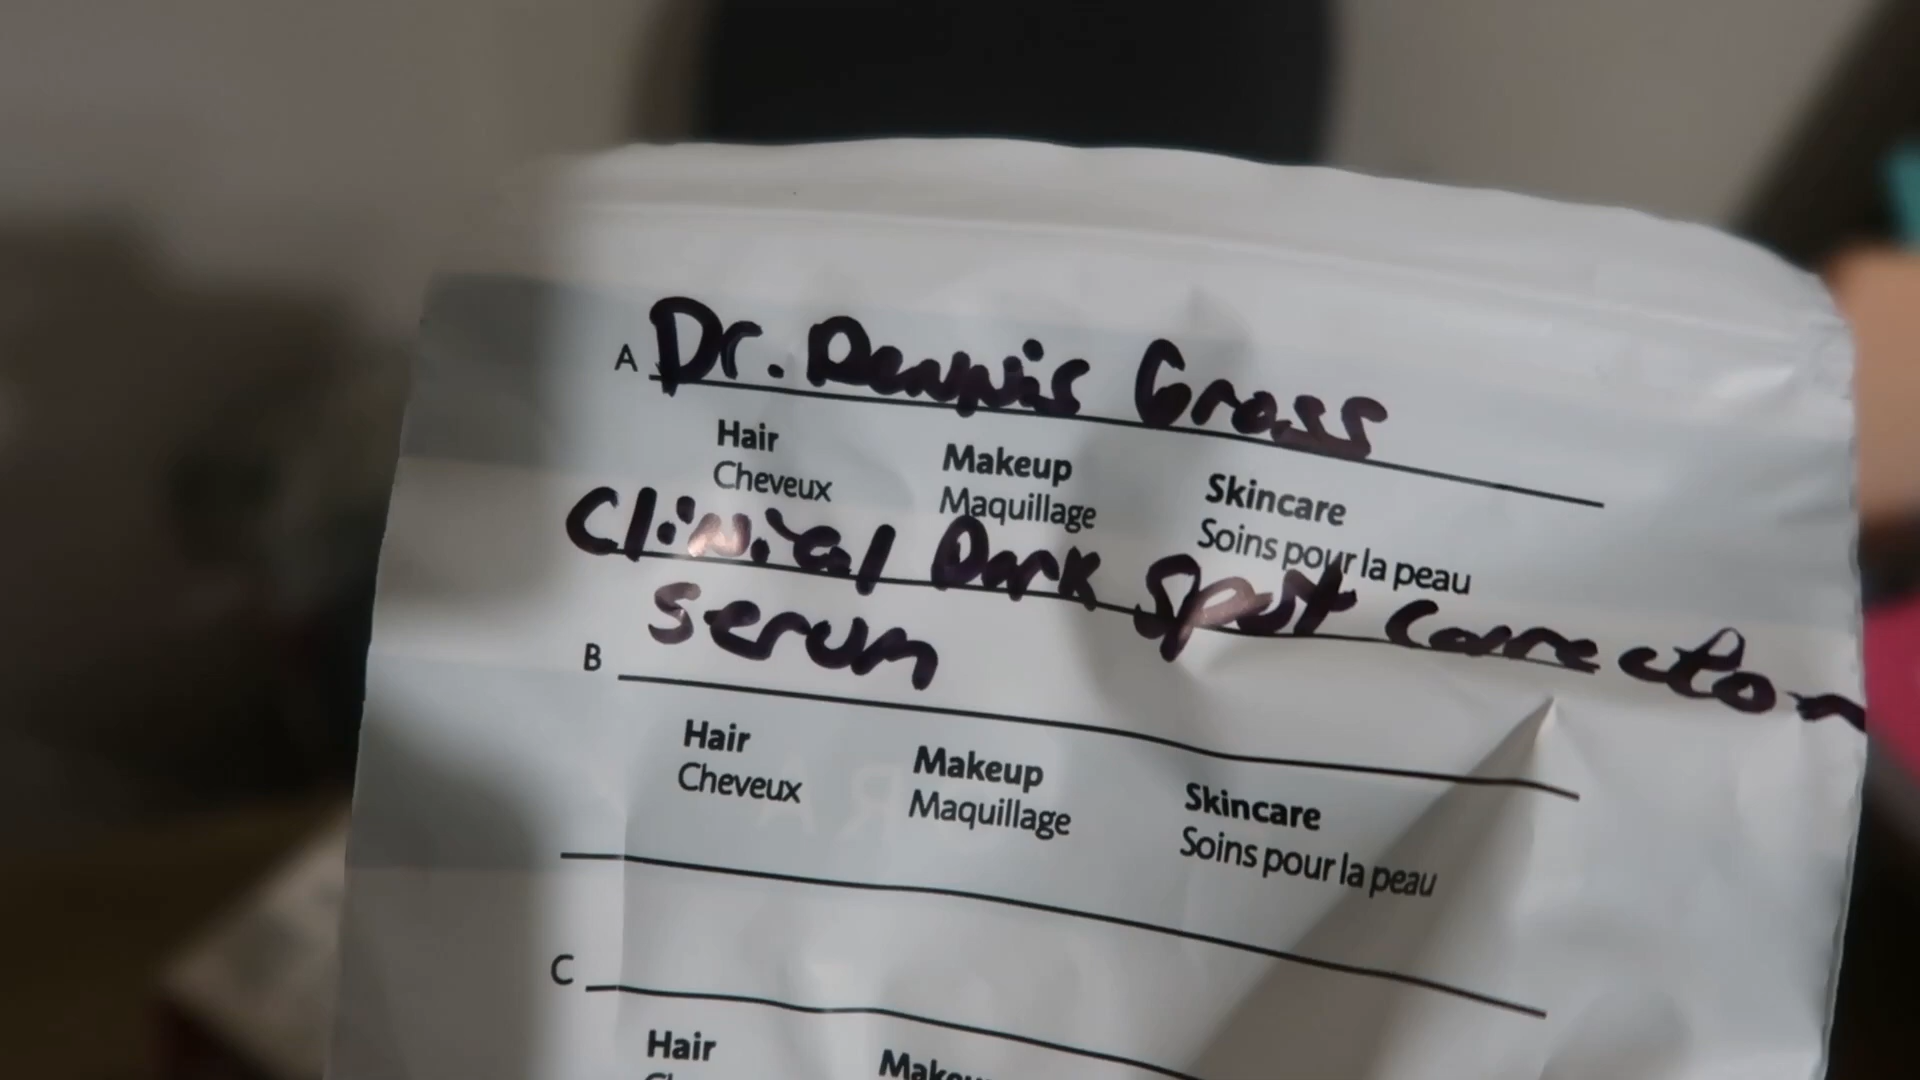 A Dr. Dennis Gross
Hair Makeup Skincare
Cheveux Maquillage Soins pour la peau
Clinical Dark Spot Corrector
serum
B
Hair Makeup Skincare
Cheveux Maquillage Soins pour la peau
C
Hair